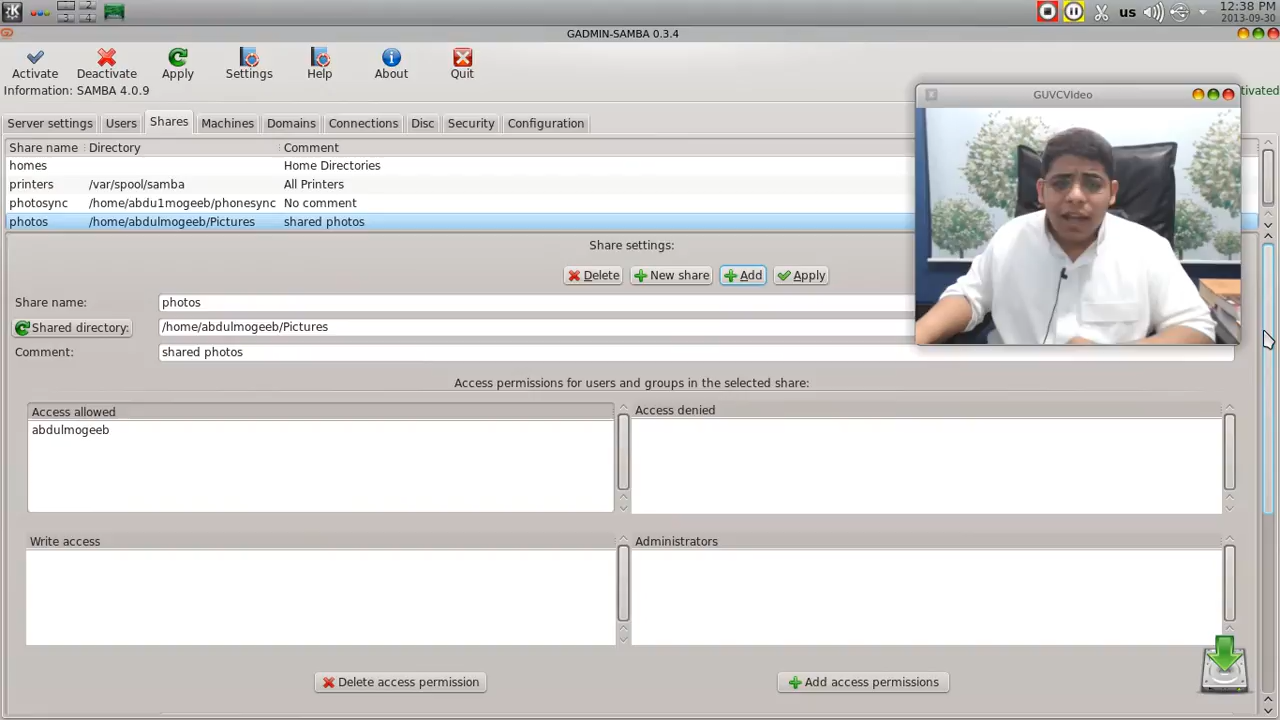 us 12:38 PM
2013-09-30
GADMIN-SAMBA 0.3.4
Activate Deactivate Apply Settings Help About Quit
Information: SAMBA 4.0.9
GUVCVIdeo
Server settings Users Shares Machines Domains Connections Disc Security Configuration
Share name Directory Comment
homes Home Directories
printers /var/spool/samba All Printers
photosync /home/abdu1mogeeb/phonesync No comment
photos /home/abdulmogeeb/Pictures shared photos
Share settings:
Delete New share Add Apply
Share name: photos
Shared directory: /home/abdulmogeeb/Pictures
Comment: shared photos
Access permissions for users and groups in the selected share:
Access allowed Access denied
abdulmogeeb
Write access Administrators
Delete access permission Add access permissions